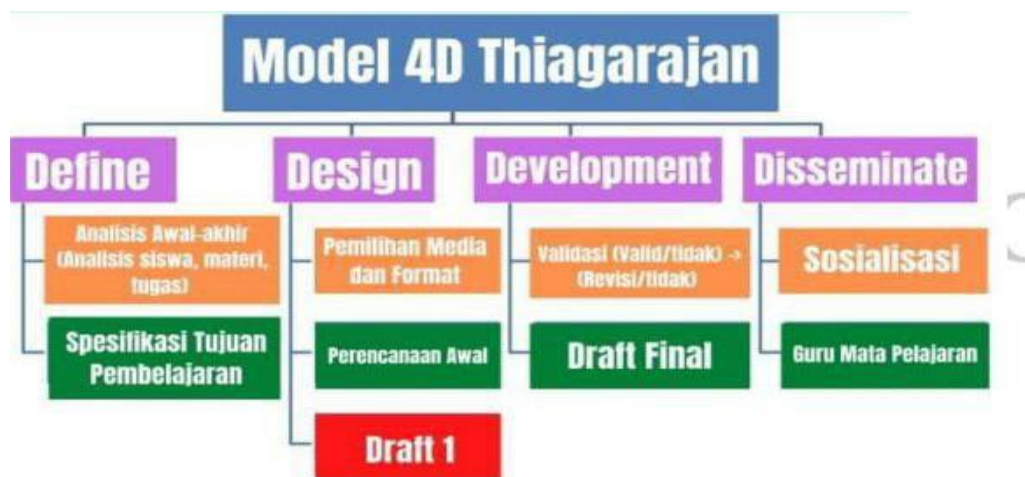 Model 4D Thiagarajan
Define
Design
Development
Disseminate
Analisis Awal-akhir
(Analisis siswa, materi,
tugas)
Spesifikasi Tujuan
Pembelajaran
Pemilihan Media
dan Format
Perencanaan Awal
Draft 1
Validasi (Valid/tidak) ->
(Revisi/tidak)
Draft Final
Sosialisasi
Guru Mata Pelajaran